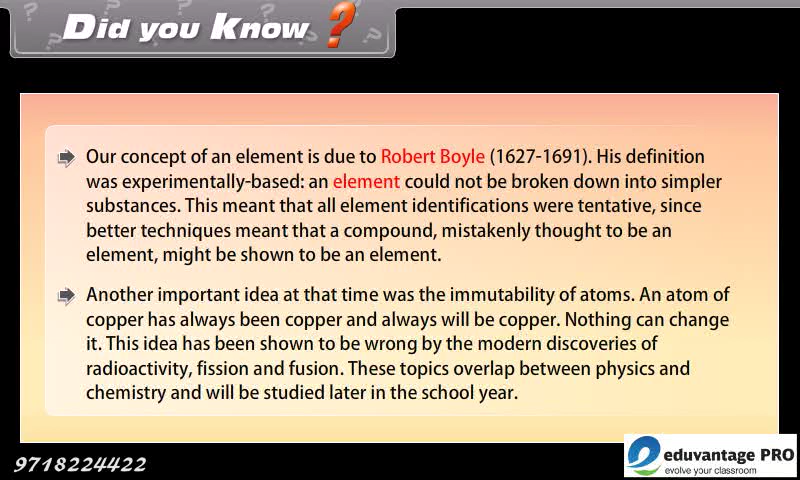 Did you Know ?
Our concept of an element is due to Robert Boyle (1627-1691). His definition
was experimentally-based: an element could not be broken down into simpler
substances. This meant that all element identifications were tentative, since
better techniques meant that a compound, mistakenly thought to be an
element, might be shown to be an element.
Another important idea at that time was the immutability of atoms. An atom of
copper has always been copper and always will be copper. Nothing can change
it. This idea has been shown to be wrong by the modern discoveries of
radioactivity, fission and fusion. These topics overlap between physics and
chemistry and will be studied later in the school year.
9718224422
eduvantage PRO
evolve your classroom